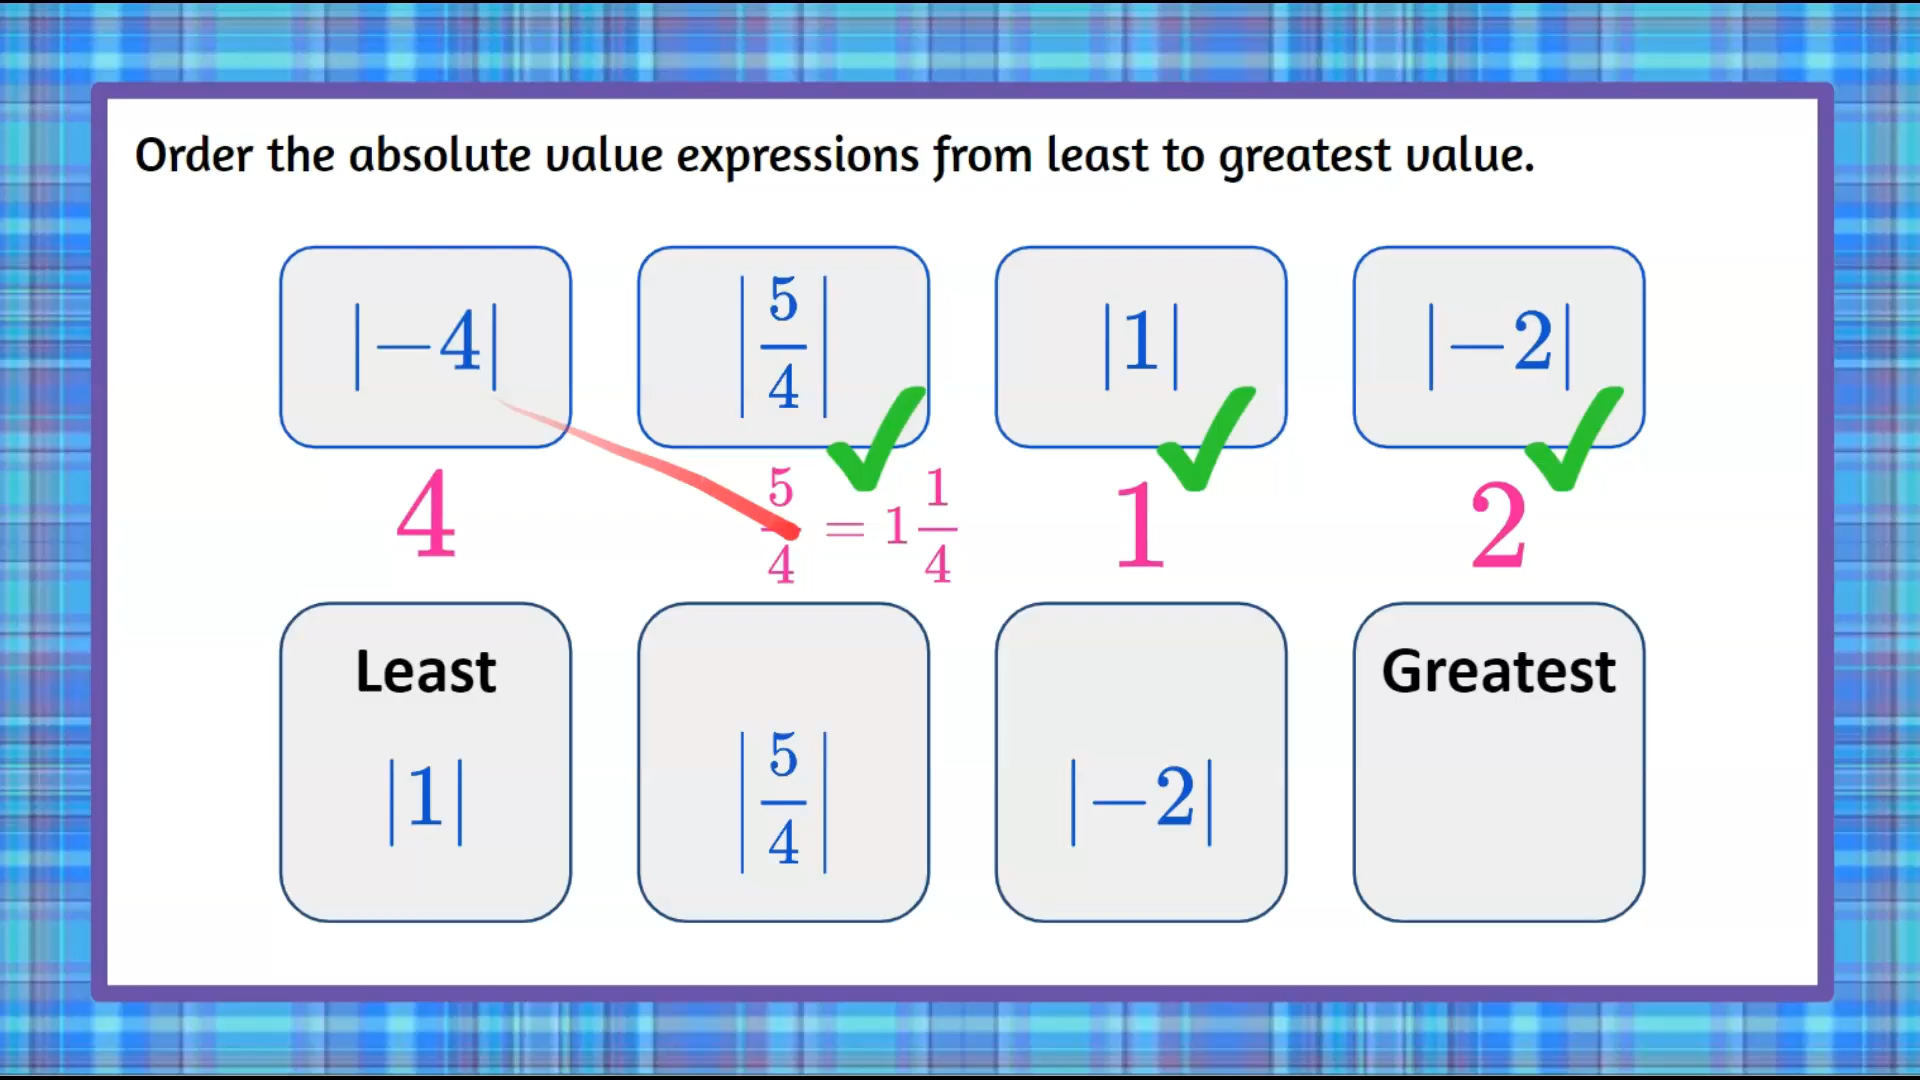 Order the absolute value expressions from least to greatest value.
|−4| |5/4| |1| |−2|
4 5/4 = 1 1/4 1 2
Least Greatest
|1| |5/4| |−2|